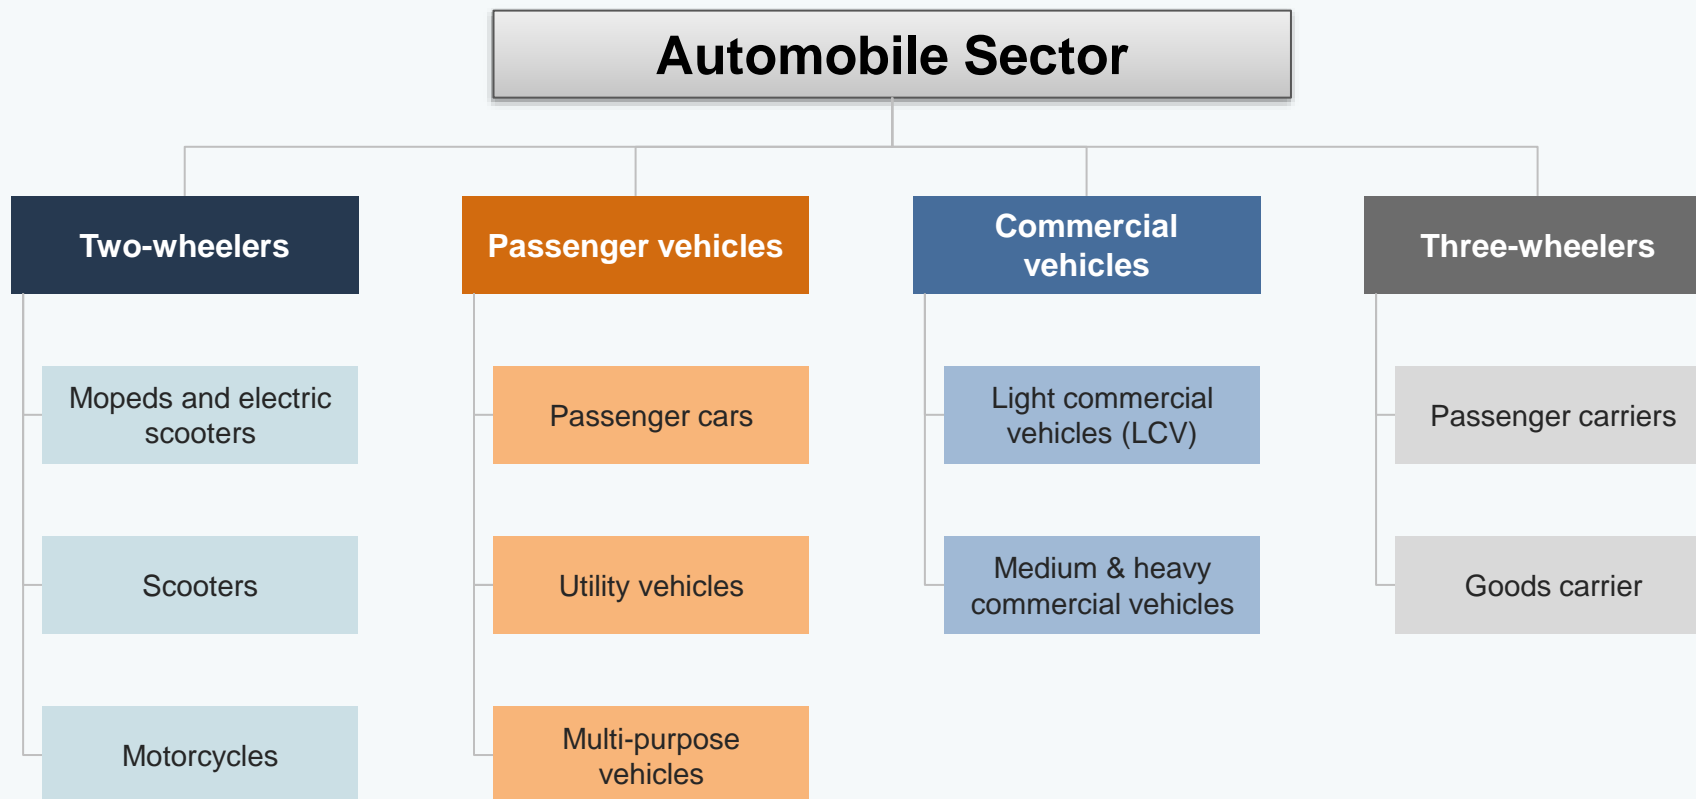 Automobile Sector
Two-wheelers
Passenger vehicles
Commercial
vehicles
Three-wheelers
Mopeds and electric
scooters
Passenger cars
Light commercial
vehicles (LCV)
Passenger carriers
Scooters
Utility vehicles
Medium & heavy
commercial vehicles
Goods carrier
Motorcycles
Multi-purpose
vehicles